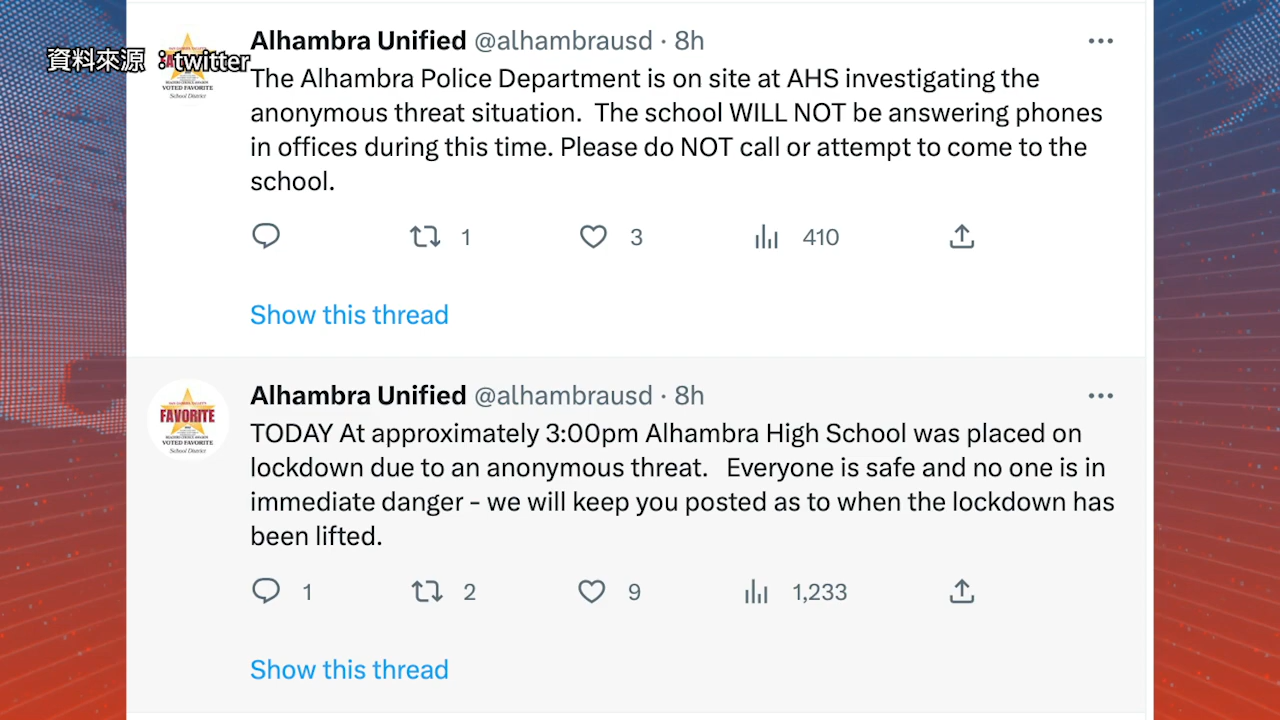 Alhambra Unified @alhambrausd · 8h
資料來源：twitter
VOTED FAVORITE
School District
The Alhambra Police Department is on site at AHS investigating the
anonymous threat situation.  The school WILL NOT be answering phones
in offices during this time. Please do NOT call or attempt to come to the
school.
1 3 410
Show this thread
Alhambra Unified @alhambrausd · 8h
FAVORITE
VOTED FAVORITE
School District
TODAY At approximately 3:00pm Alhambra High School was placed on
lockdown due to an anonymous threat.   Everyone is safe and no one is in
immediate danger - we will keep you posted as to when the lockdown has
been lifted.
1 2 9 1,233
Show this thread